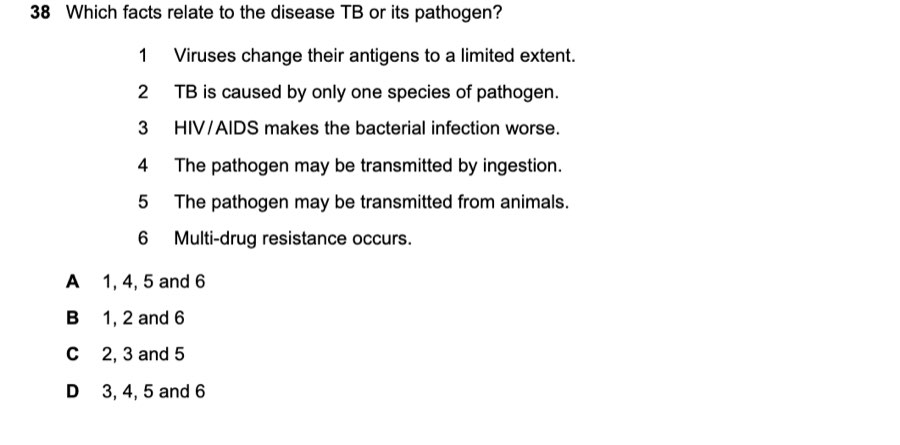 38 Which facts relate to the disease TB or its pathogen?
1 Viruses change their antigens to a limited extent.
2 TB is caused by only one species of pathogen.
3 HIV/AIDS makes the bacterial infection worse.
4 The pathogen may be transmitted by ingestion.
5 The pathogen may be transmitted from animals.
6 Multi-drug resistance occurs.
A 1, 4, 5 and 6
B 1, 2 and 6
C 2, 3 and 5
D 3, 4, 5 and 6